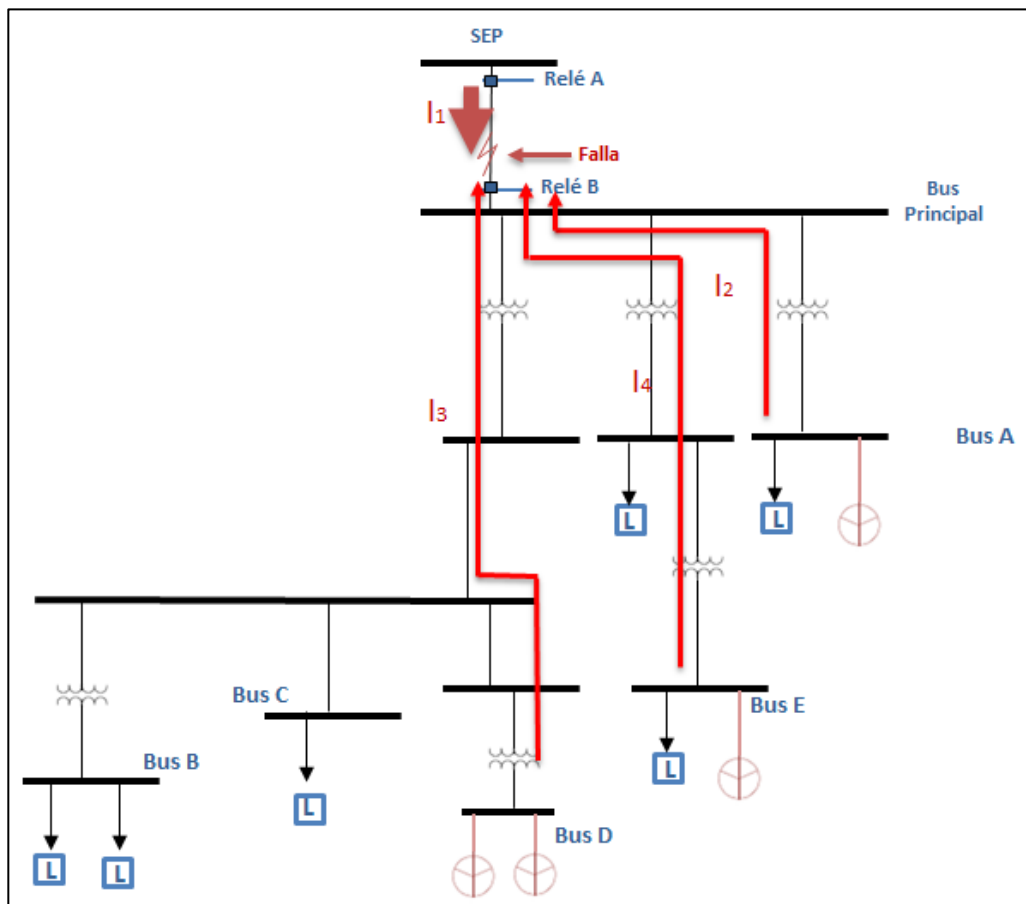 SEP
Relé A
I1
Falla
Relé B
Bus
Principal
I2
I4
I3
Bus A
L
L
Bus C
Bus E
Bus B
L
L
Bus D
L
L